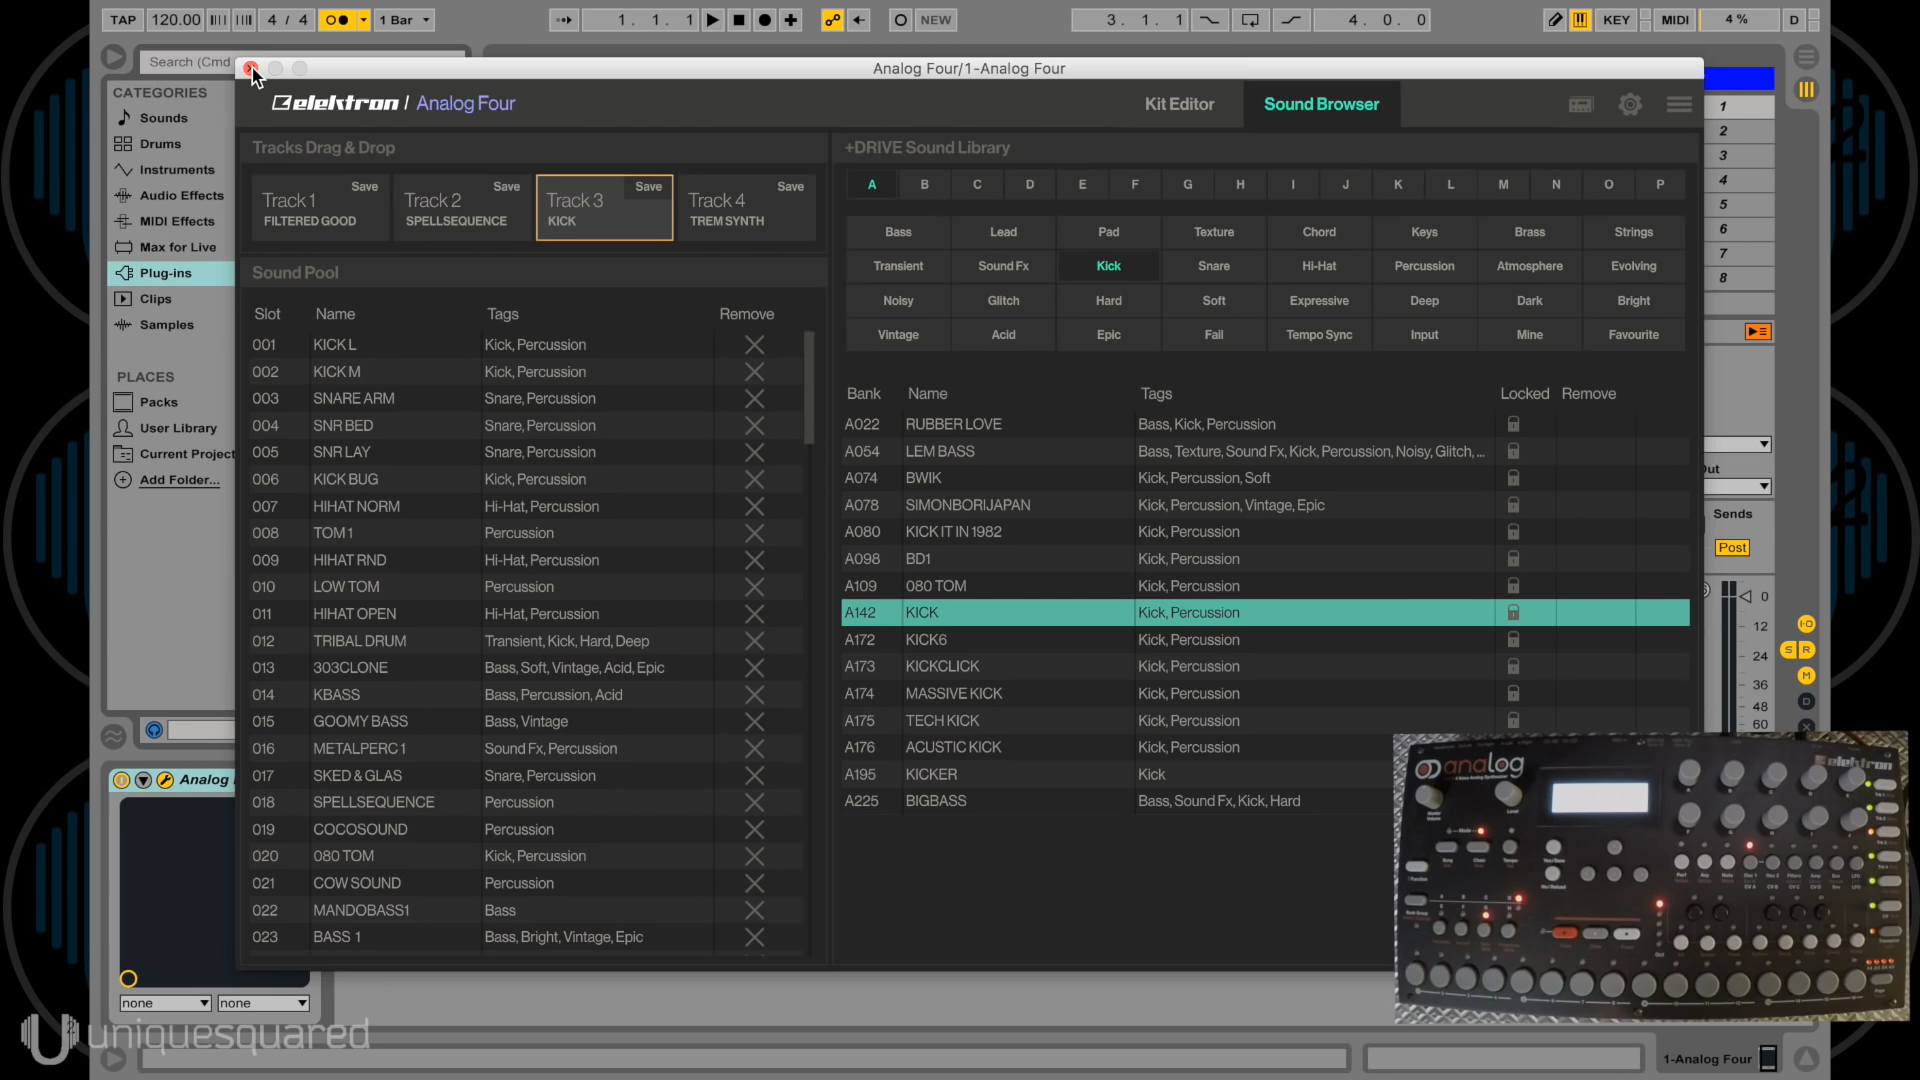 TAP 120.00 4 / 4 1 Bar 1. 1. 1 NEW 3. 1. 1 4. 0. 0 KEY MIDI 4 % D
Search (Cmd
Analog Four/1-Analog Four
elektron / Analog Four Kit Editor Sound Browser
CATEGORIES
Sounds
Drums
Instruments
Audio Effects
MIDI Effects
Max for Live
Plug-ins
Clips
Samples
PLACES
Packs
User Library
Current Project
Add Folder...
Tracks Drag & Drop
Track 1 Save
FILTERED GOOD
Track 2 Save
SPELLSEQUENCE
Track 3 Save
KICK
Track 4 Save
TREM SYNTH
Sound Pool
Slot Name Tags Remove
001 KICK L Kick, Percussion
002 KICK M Kick, Percussion
003 SNARE ARM Snare, Percussion
004 SNR BED Snare, Percussion
005 SNR LAY Snare, Percussion
006 KICK BUG Kick, Percussion
007 HIHAT NORM Hi-Hat, Percussion
008 TOM 1 Percussion
009 HIHAT RND Hi-Hat, Percussion
010 LOW TOM Percussion
011 HIHAT OPEN Hi-Hat, Percussion
012 TRIBAL DRUM Transient, Kick, Hard, Deep
013 303CLONE Bass, Soft, Vintage, Acid, Epic
014 KBASS Bass, Percussion, Acid
015 GOOMY BASS Bass, Vintage
016 METALPERC1 Sound Fx, Percussion
017 SKED & GLAS Snare, Percussion
018 SPELLSEQUENCE Percussion
019 COCOSOUND Percussion
020 080 TOM Kick, Percussion
021 COW SOUND Percussion
022 MANDOBASS1 Bass
023 BASS 1 Bass, Bright, Vintage, Epic
+DRIVE Sound Library
A B C D E F G H I J K L M N O P
Bass Lead Pad Texture Chord Keys Brass Strings
Transient Sound Fx Kick Snare Hi-Hat Percussion Atmosphere Evolving
Noisy Glitch Hard Soft Expressive Deep Dark Bright
Vintage Acid Epic Fail Tempo Sync Input Mine Favourite
Bank Name Tags Locked Remove
A022 RUBBER LOVE Bass, Kick, Percussion
A054 LEM BASS Bass, Texture, Sound Fx, Kick, Percussion, Noisy, Glitch, ...
A074 BWIK Kick, Percussion, Soft
A078 SIMONBORIJAPAN Kick, Percussion, Vintage, Epic
A080 KICK IT IN 1982 Kick, Percussion
A098 BD1 Kick, Percussion
A109 080 TOM Kick, Percussion
A142 KICK Kick, Percussion
A172 KICK6 Kick, Percussion
A173 KICKCLICK Kick, Percussion
A174 MASSIVE KICK Kick, Percussion
A175 TECH KICK Kick, Percussion
A176 ACUSTIC KICK Kick, Percussion
A195 KICKER Kick
A225 BIGBASS Bass, Sound Fx, Kick, Hard
1
2
3
4
5
6
7
8
Out
Sends
Post
0
12
24
36
48
60
I-O
S R
M
D
X
Analog
none none
analog
elektron
uniquesquared
1-Analog Four